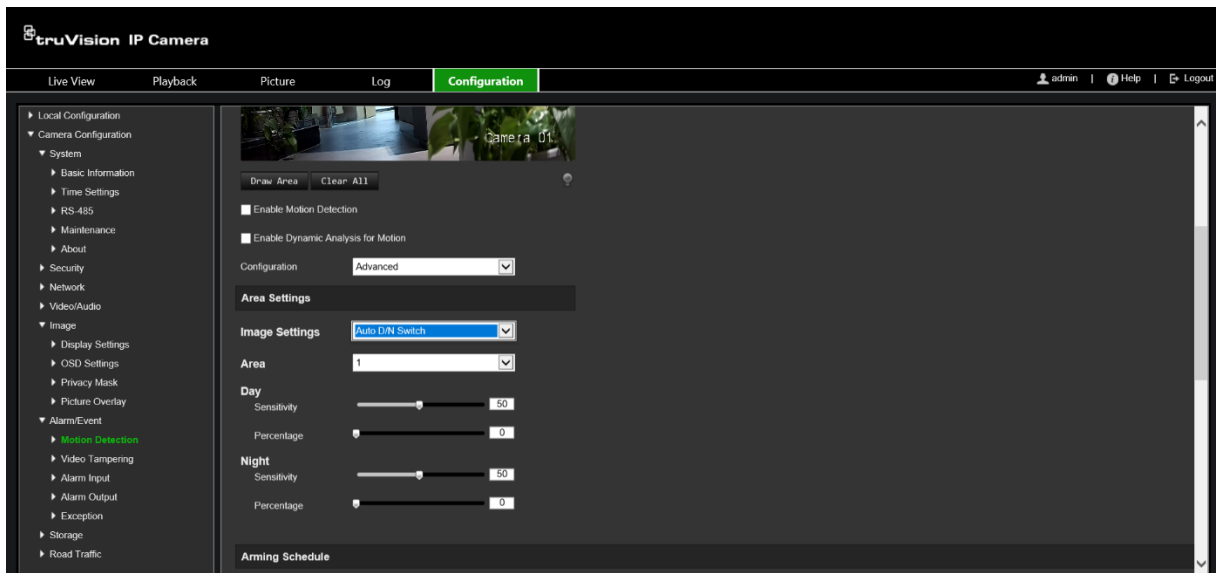 truVision IP Camera
Live View Playback Picture Log Configuration admin | Help | Logout
Local Configuration
Camera Configuration
System
Basic Information
Time Settings
RS-485
Maintenance
About
Security
Network
Video/Audio
Image
Display Settings
OSD Settings
Privacy Mask
Picture Overlay
Alarm/Event
Motion Detection
Video Tampering
Alarm Input
Alarm Output
Exception
Storage
Road Traffic
Camera 01
Draw Area Clear All
Enable Motion Detection
Enable Dynamic Analysis for Motion
Configuration Advanced
Area Settings
Image Settings Auto D/N Switch
Area 1
Day
Sensitivity 50
Percentage 0
Night
Sensitivity 50
Percentage 0
Arming Schedule